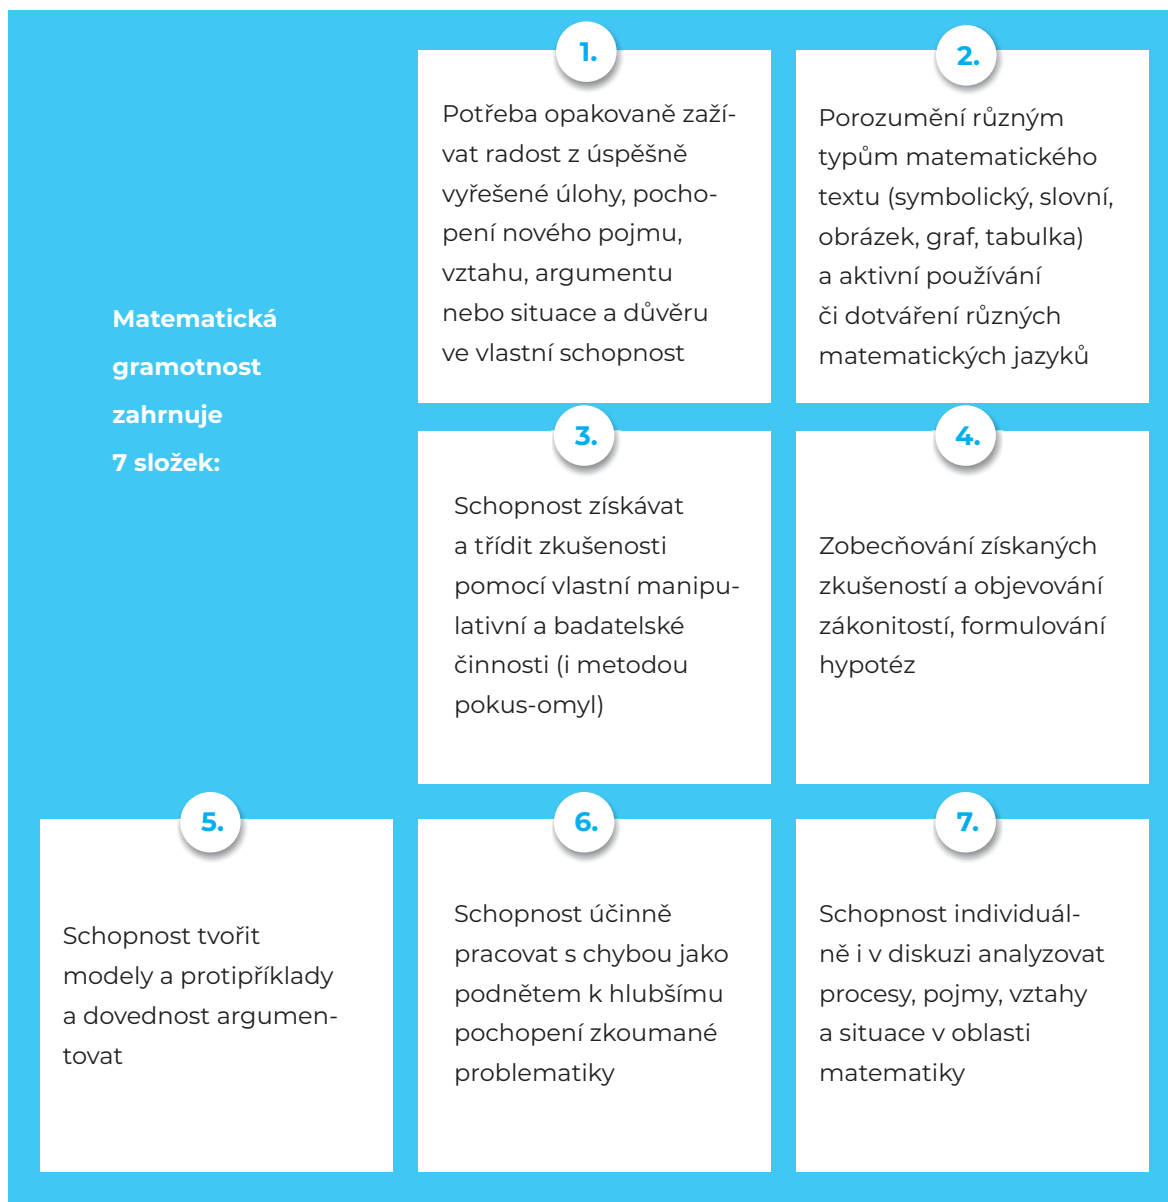 Matematická
gramotnost
zahrnuje
7 složek:
1.
Potřeba opakovaně zaží-
vat radost z úspěšně
vyřešené úlohy, pocho-
pení nového pojmu,
vztahu, argumentu
nebo situace a důvěru
ve vlastní schopnost
2.
Porozumění různým
typům matematického
textu (symbolický, slovní,
obrázek, graf, tabulka)
a aktivní používání
či dotváření různých
matematických jazyků
3.
Schopnost získávat
a třídit zkušenosti
pomocí vlastní manipu-
lativní a badatelské
činnosti (i metodou
pokus-omyl)
4.
Zobecňování získaných
zkušeností a objevování
zákonitostí, formulování
hypotéz
5.
Schopnost tvořit
modely a protipříklady
a dovednost argumen-
tovat
6.
Schopnost účinně
pracovat s chybou jako
podnětem k hlubšímu
pochopení zkoumané
problematiky
7.
Schopnost individuál-
ně i v diskuzi analyzovat
procesy, pojmy, vztahy
a situace v oblasti
matematiky